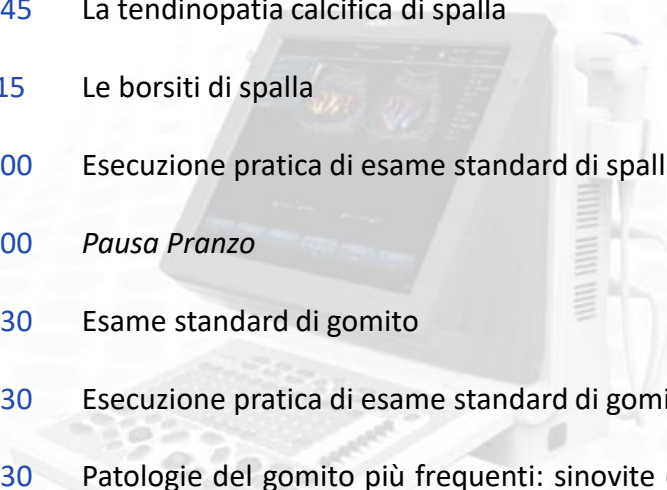 45 La tendinopatia calcifica di spalla
15 Le borsiti di spalla
00 Esecuzione pratica di esame standard di
00 Pausa Pranzo
30 Esame standard di gomito
30 Esecuzione pratica di esame standard di
30 Patologie del gomito più frequenti: sinovite